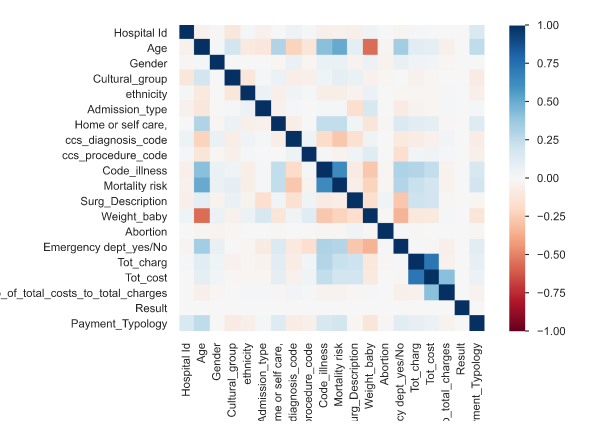 Hospital Id
Age
Gender
Cultural_group
ethnicity
Admission_type
Home or self care,
ccs_diagnosis_code
ccs_procedure_code
Code_illness
Mortality risk
Surg_Description
Weight_baby
Abortion
Emergency dept_yes/No
Tot_charg
Tot_cost
_of_total_costs_to_total_charges
Result
Payment_Typology
1.00
0.75
0.50
0.25
0.00
−0.25
−0.50
−0.75
−1.00
Hospital Id
Age
Gender
Cultural_group
ethnicity
Admission_type
me or self care,
diagnosis_code
procedure_code
Code_illness
Mortality risk
urg_Description
Weight_baby
Abortion
cy dept_yes/No
Tot_charg
Tot_cost
o_total_charges
Result
ment_Typology